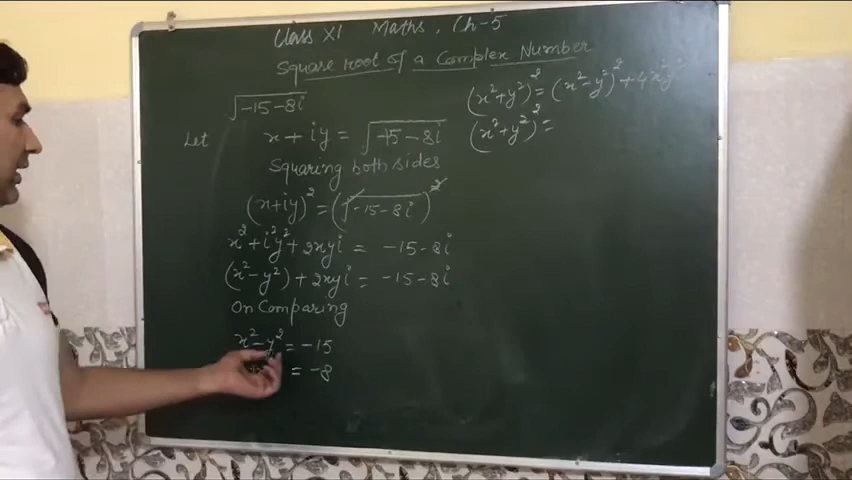 Class XI Maths, Ch-5
Square root of a Complex Number
√-15-8i
Let x + iy = √-15-8i
Squaring both sides
(x+iy)² = (√-15-8i)²
x² + i²y² + 2xyi = -15-8i
(x²-y²) + 2xyi = -15-8i
On Comparing
x²-y² = -15
= -8
(x²+y²)² = (x²-y²)² + 4x²y²
(x²+y²)² =